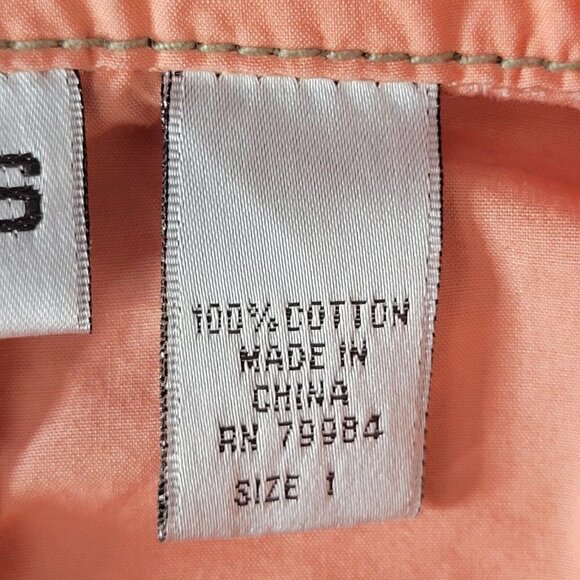 S
100% COTTON
MADE IN
CHINA
RN 79984
SIZE 1